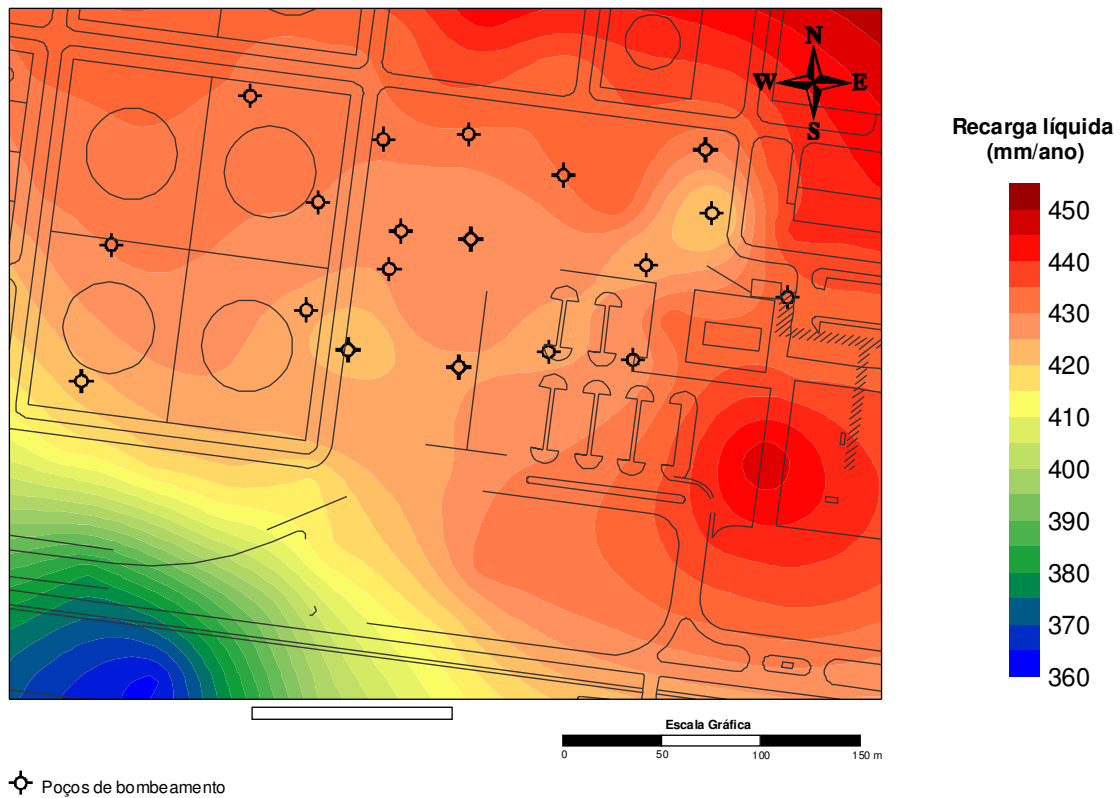 N
W E
S
Recarga líquida
(mm/ano)
450
440
430
420
410
400
390
380
370
360
Escala Gráfica
0 50 100 150 m
Poços de bombeamento